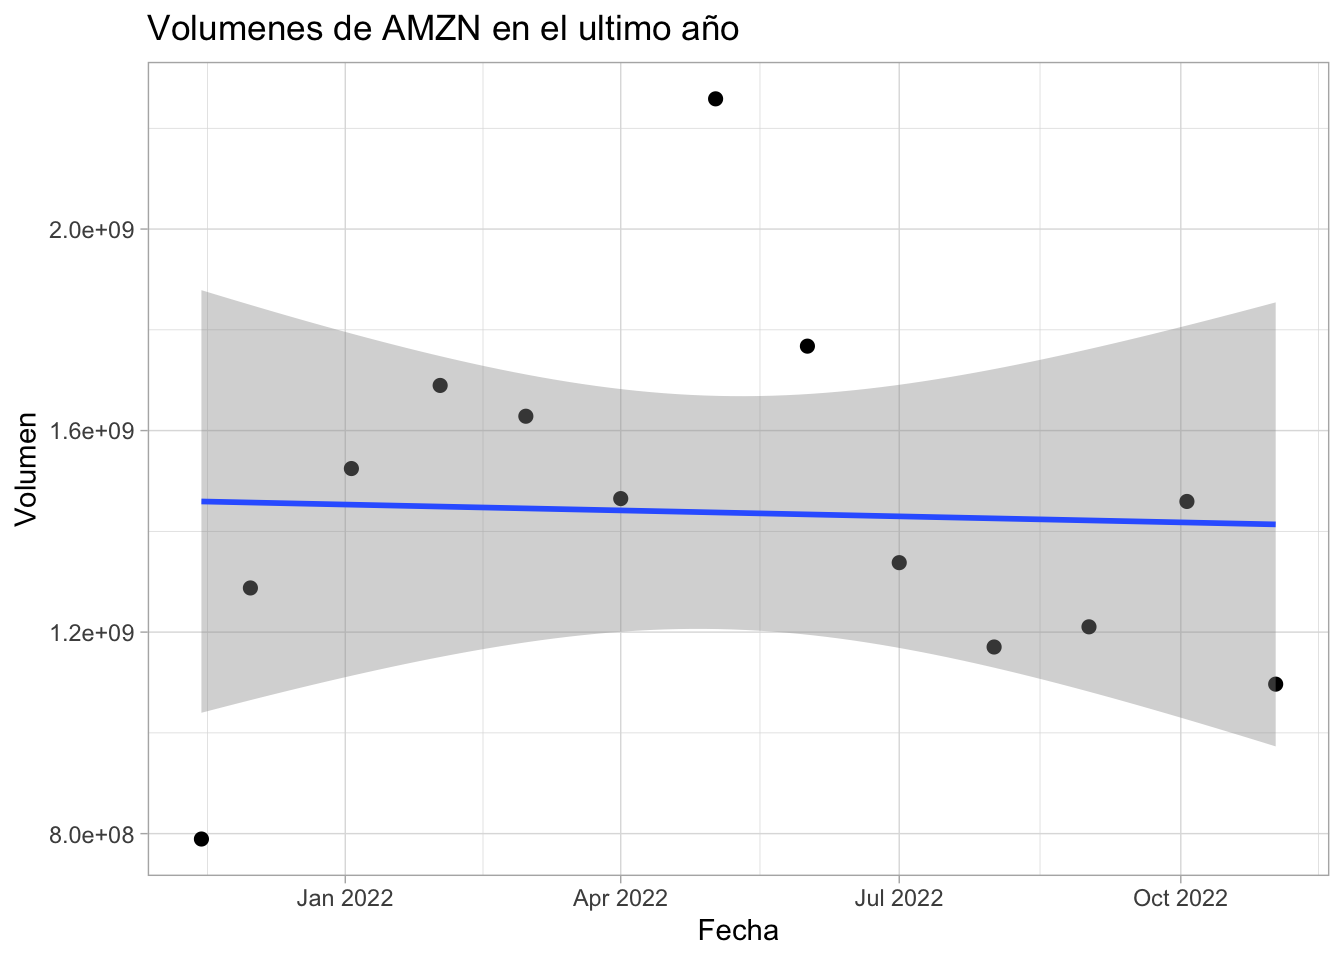 Volumenes de AMZN en el ultimo año
Volumen
2.0e+09
1.6e+09
1.2e+09
8.0e+08
Jan 2022
Apr 2022
Jul 2022
Oct 2022
Fecha